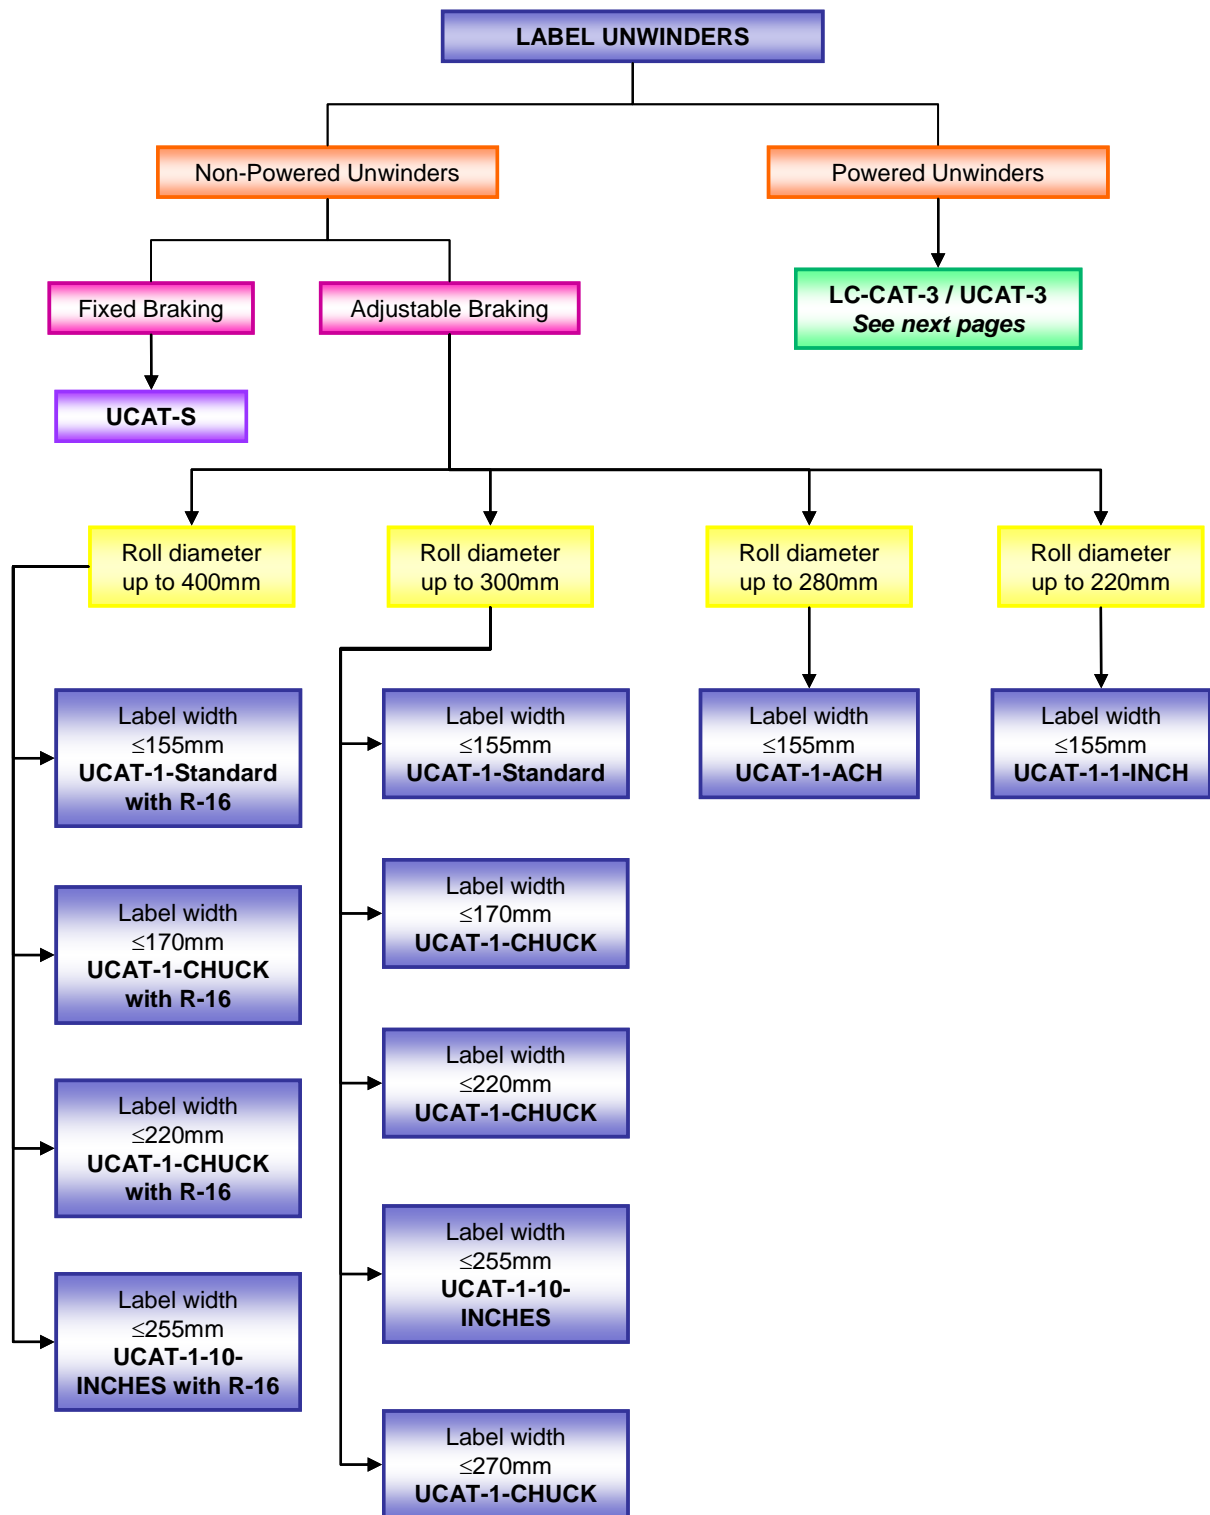 LABEL UNWINDERS
Non-Powered Unwinders
Powered Unwinders
Fixed Braking
Adjustable Braking
LC-CAT-3 / UCAT-3
See next pages
UCAT-S
Roll diameter
up to 400mm
Roll diameter
up to 300mm
Roll diameter
up to 280mm
Roll diameter
up to 220mm
Label width
≤155mm
UCAT-1-Standard
with R-16
Label width
≤155mm
UCAT-1-Standard
Label width
≤155mm
UCAT-1-ACH
Label width
≤155mm
UCAT-1-1-INCH
Label width
≤170mm
UCAT-1-CHUCK
with R-16
Label width
≤170mm
UCAT-1-CHUCK
Label width
≤220mm
UCAT-1-CHUCK
with R-16
Label width
≤220mm
UCAT-1-CHUCK
Label width
≤255mm
UCAT-1-10-
INCHES with R-16
Label width
≤255mm
UCAT-1-10-
INCHES
Label width
≤270mm
UCAT-1-CHUCK